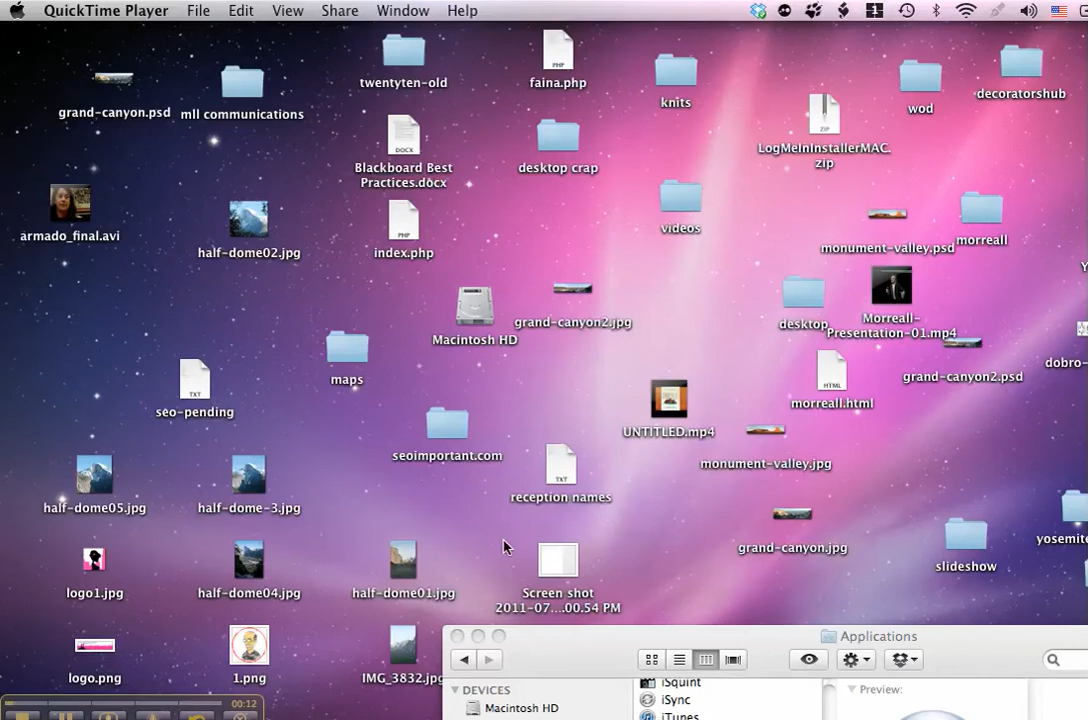 QuickTime Player File Edit View Share Window Help
grand-canyon.psd
mll communications
twentyten-old
faina.php
knits
wod
decoratorshub
Blackboard Best
Practices.docx
desktop crap
LogMeInInstallerMAC.
zip
armado_final.avi
half-dome02.jpg
index.php
videos
monument-valley.psd
morreall
Macintosh HD
grand-canyon2.jpg
desktop
Morreall-
Presentation-01.mp4
maps
grand-canyon2.psd
dobro-
seo-pending
morreall.html
UNTITLED.mp4
seoimportant.com
monument-valley.jpg
reception names
half-dome05.jpg
half-dome-3.jpg
grand-canyon.jpg
yosemite
slideshow
logo1.jpg
half-dome04.jpg
half-dome01.jpg
Screen shot
2011-07....00.54 PM
Applications
logo.png
1.png
IMG_3832.jpg
DEVICES
Macintosh HD
iSquint
iSync
iTunes
Preview:
00:12
PHP
DOCX
PHP
ZIP
TXT
HTML
TXT